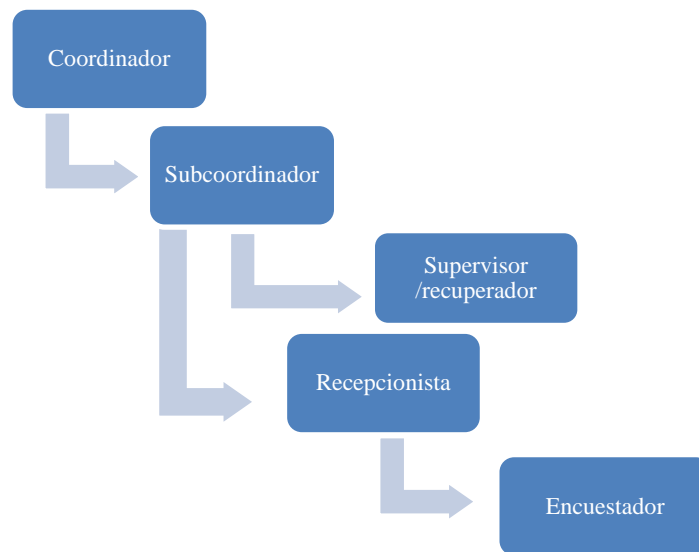 Coordinador
Subcoordinador
Supervisor
/recuperador
Recepcionista
Encuestador